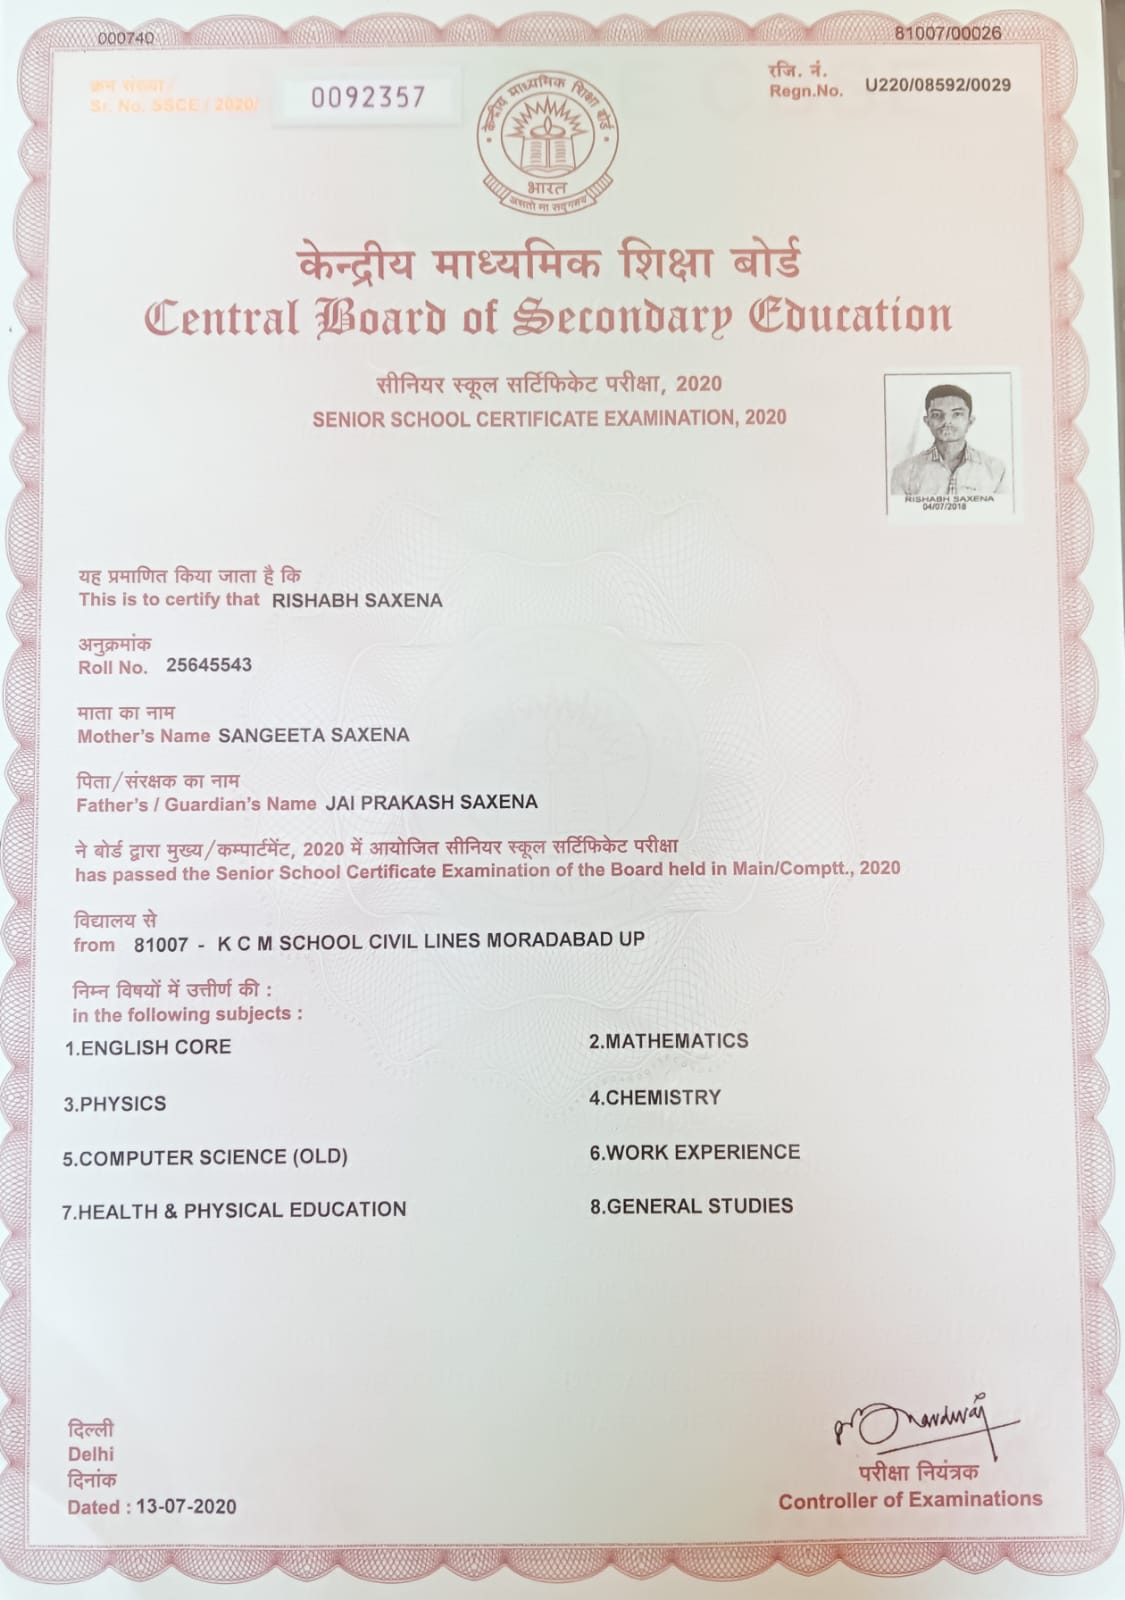 000740
81007/00026
क्रम संख्या/
Sr. No. SSCE / 2020/
0092357
रजि. नं.
Regn.No. U220/08592/0029
केन्द्रीय माध्यमिक शिक्षा बोर्ड
भारत
असतो मा सद्गमय
केन्द्रीय माध्यमिक शिक्षा बोर्ड
Central Board of Secondary Education
सीनियर स्कूल सर्टिफिकेट परीक्षा, 2020
SENIOR SCHOOL CERTIFICATE EXAMINATION, 2020
RISHABH SAXENA
04/07/2018
यह प्रमाणित किया जाता है कि
This is to certify that RISHABH SAXENA
अनुक्रमांक
Roll No. 25645543
माता का नाम
Mother's Name SANGEETA SAXENA
पिता/संरक्षक का नाम
Father's / Guardian's Name JAI PRAKASH SAXENA
ने बोर्ड द्वारा मुख्य/कम्पार्टमेंट, 2020 में आयोजित सीनियर स्कूल सर्टिफिकेट परीक्षा
has passed the Senior School Certificate Examination of the Board held in Main/Comptt., 2020
विद्यालय से
from 81007 - K C M SCHOOL CIVIL LINES MORADABAD UP
निम्न विषयों में उत्तीर्ण की :
in the following subjects :
1.ENGLISH CORE
2.MATHEMATICS
3.PHYSICS
4.CHEMISTRY
5.COMPUTER SCIENCE (OLD)
6.WORK EXPERIENCE
7.HEALTH & PHYSICAL EDUCATION
8.GENERAL STUDIES
दिल्ली
Delhi
दिनांक
Dated : 13-07-2020
परीक्षा नियंत्रक
Controller of Examinations